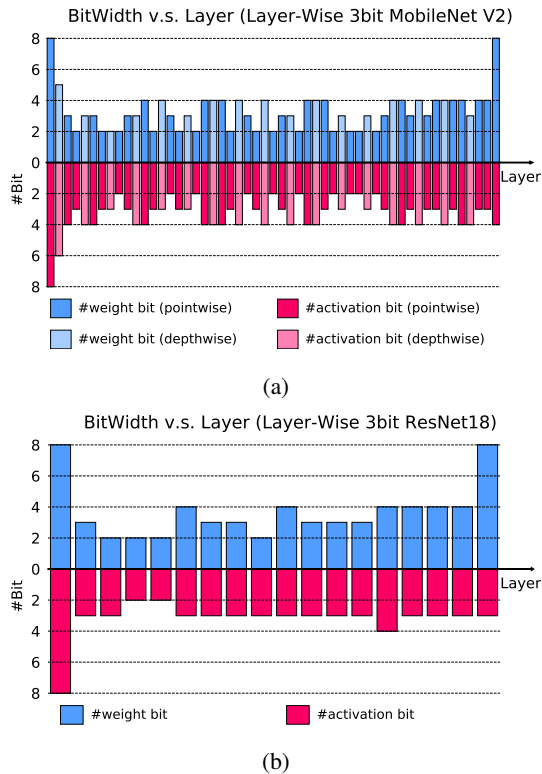 BitWidth v.s. Layer (Layer-Wise 3bit MobileNet V2)
8
6
4
2
0
2
4
6
8
#Bit
Layer
#weight bit (pointwise) #activation bit (pointwise)
#weight bit (depthwise) #activation bit (depthwise)
(a)
BitWidth v.s. Layer (Layer-Wise 3bit ResNet18)
8
6
4
2
0
2
4
6
8
#Bit
Layer
#weight bit #activation bit
(b)